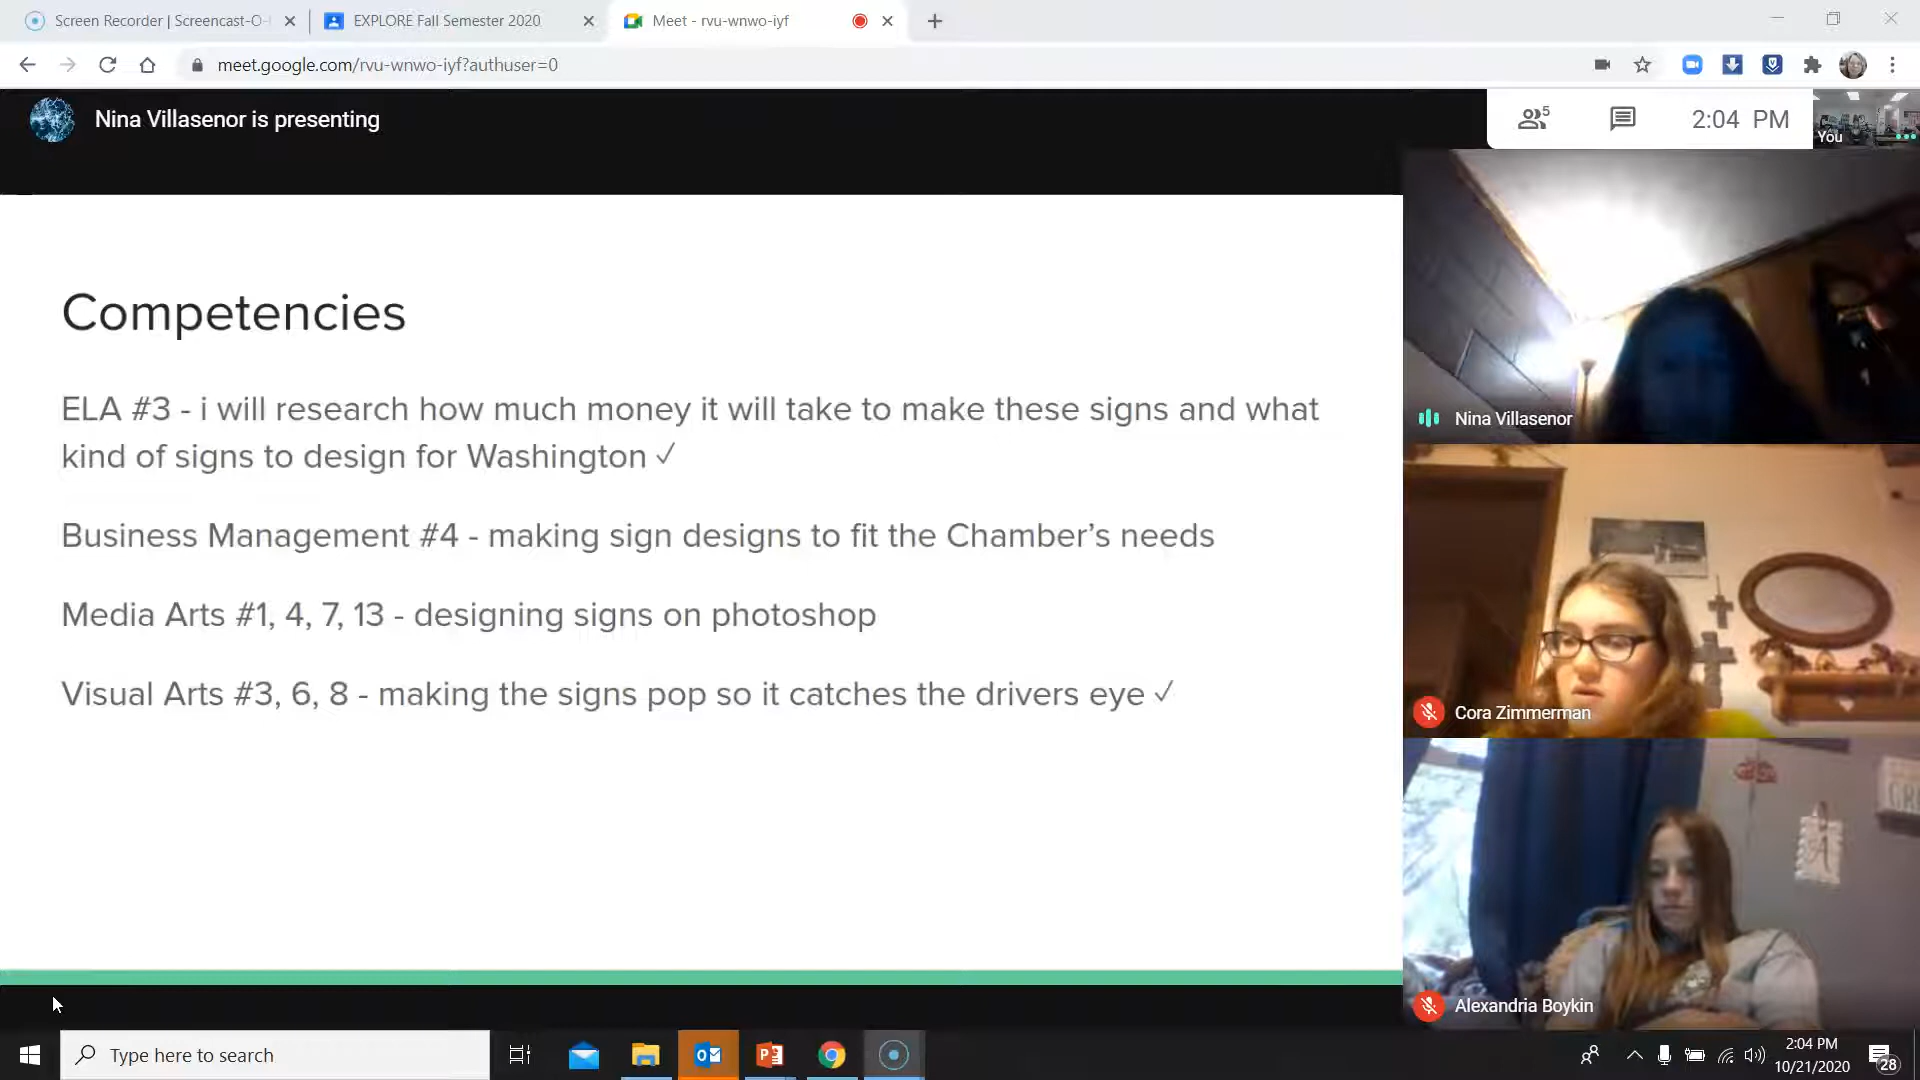 Screen Recorder | Screencast-O-
EXPLORE Fall Semester 2020
Meet - rvu-wnwo-iyf
meet.google.com/rvu-wnwo-iyf?authuser=0
Nina Villasenor is presenting
5
2:04 PM
You
Competencies
ELA #3 - i will research how much money it will take to make these signs and what
kind of signs to design for Washington ✓
Business Management #4 - making sign designs to fit the Chamber's needs
Media Arts #1, 4, 7, 13 - designing signs on photoshop
Visual Arts #3, 6, 8 - making the signs pop so it catches the drivers eye ✓
Nina Villasenor
Cora Zimmerman
A
Alexandria Boykin
Type here to search
2:04 PM
10/21/2020
28